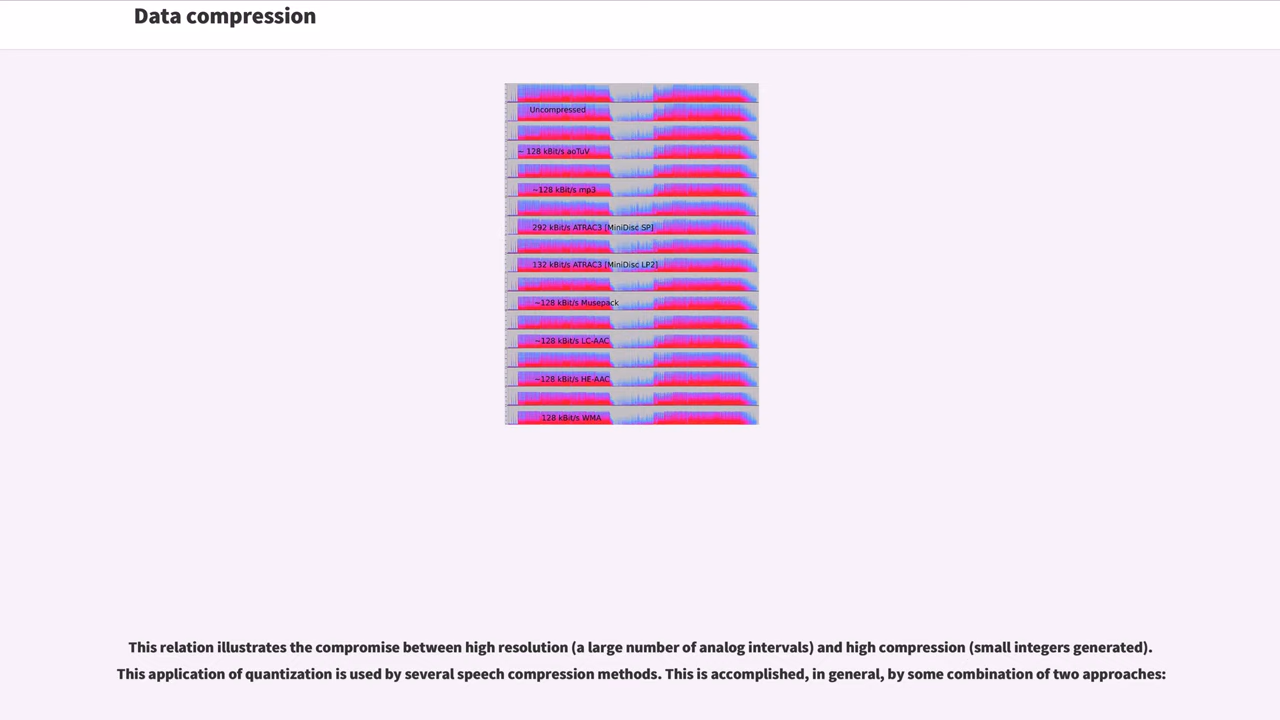 Data compression
Uncompressed
~ 128 kBit/s aoTuV
~128 kBit/s mp3
292 kBit/s ATRAC3 [MiniDisc SP]
132 kBit/s ATRAC3 [MiniDisc LP2]
~128 kBit/s Musepack
~128 kBit/s LC-AAC
~128 kBit/s HE-AAC
128 kBit/s WMA
This relation illustrates the compromise between high resolution (a large number of analog intervals) and high compression (small integers generated).
This application of quantization is used by several speech compression methods. This is accomplished, in general, by some combination of two approaches: